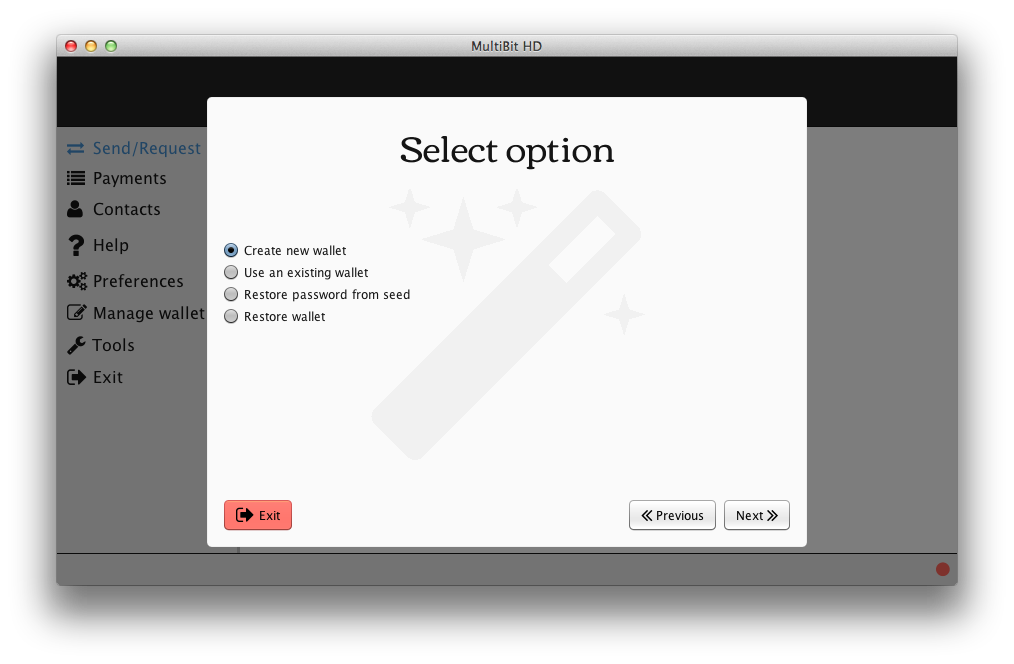 MultiBit HD
Send/Request
Payments
Contacts
Help
Preferences
Manage wallet
Tools
Exit
Select option
Create new wallet
Use an existing wallet
Restore password from seed
Restore wallet
Exit
Previous
Next